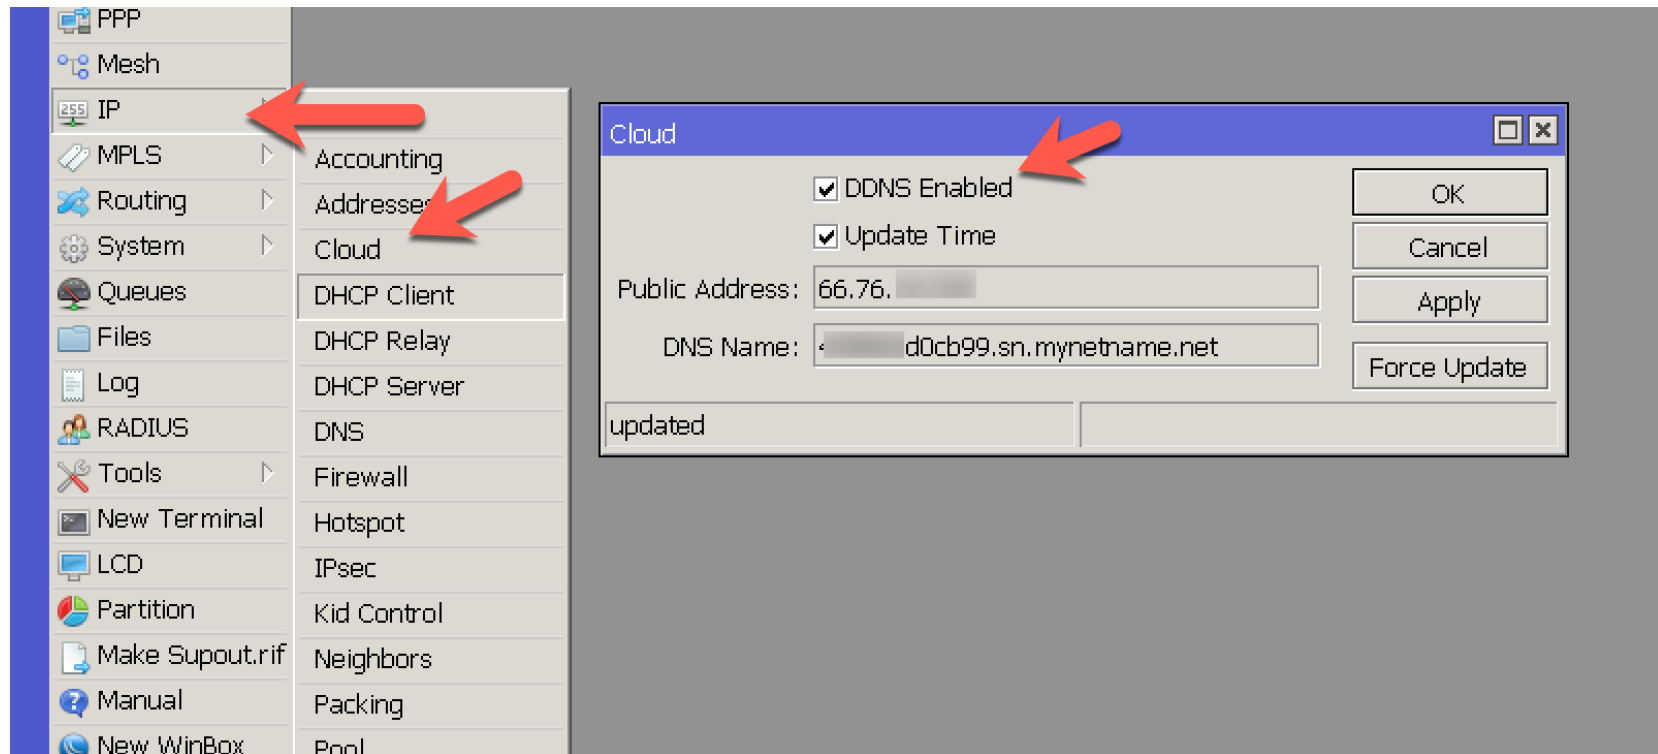 PPP
Mesh
255 IP
MPLS
Routing
System
Queues
Files
Log
RADIUS
Tools
New Terminal
LCD
Partition
Make Supout.rif
Manual
New WinBox
Accounting
Addresses
Cloud
DHCP Client
DHCP Relay
DHCP Server
DNS
Firewall
Hotspot
IPsec
Kid Control
Neighbors
Packing
Pool
Cloud
DDNS Enabled
Update Time
Public Address: 66.76.
DNS Name: d0cb99.sn.mynetname.net
OK
Cancel
Apply
Force Update
updated